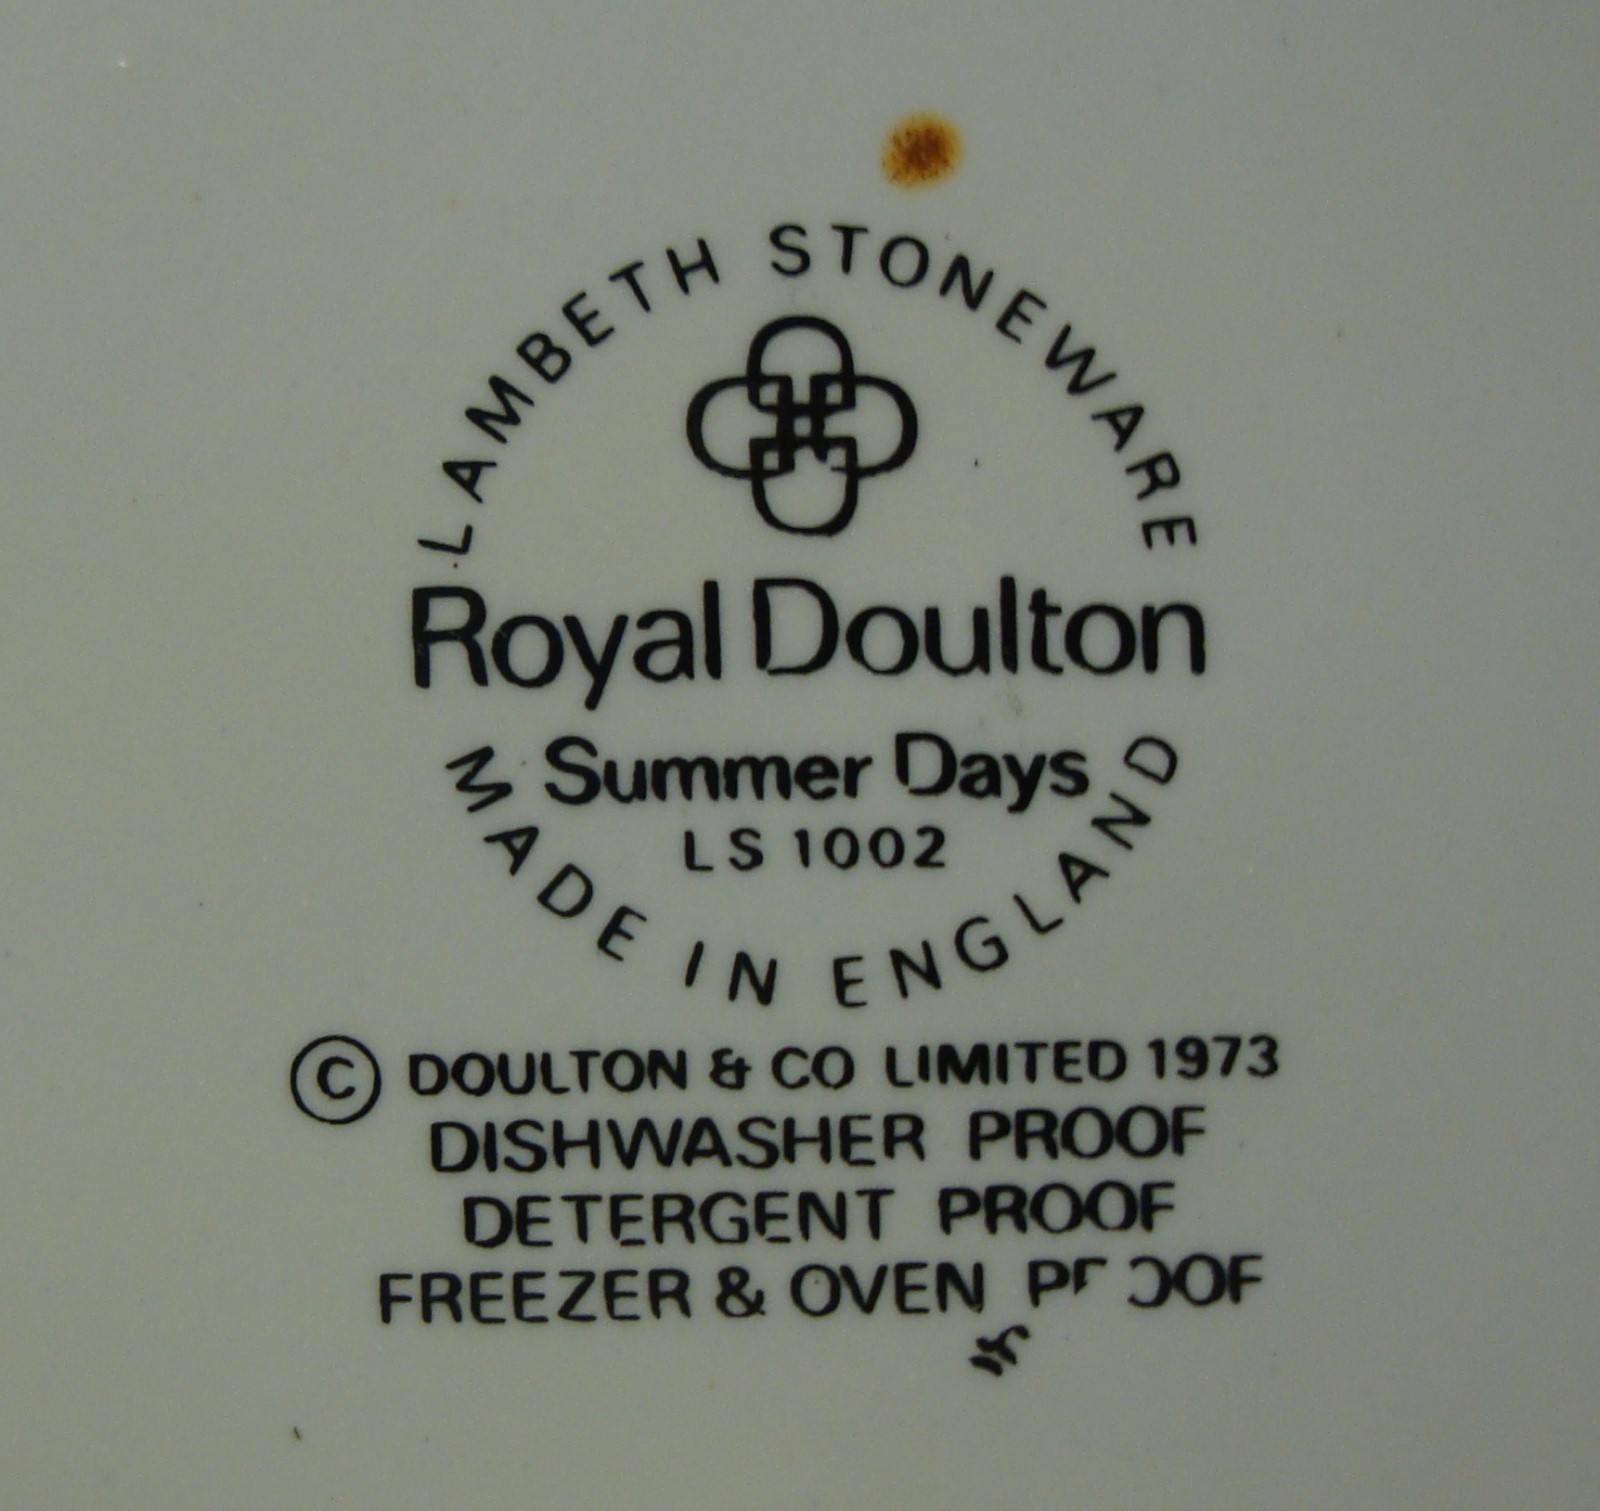 LAMBETH STONEWARE
Royal Doulton
Summer Days
LS 1002
MADE IN ENGLAND
© DOULTON & CO LIMITED 1973
DISHWASHER PROOF
DETERGENT PROOF
FREEZER & OVEN PROOF